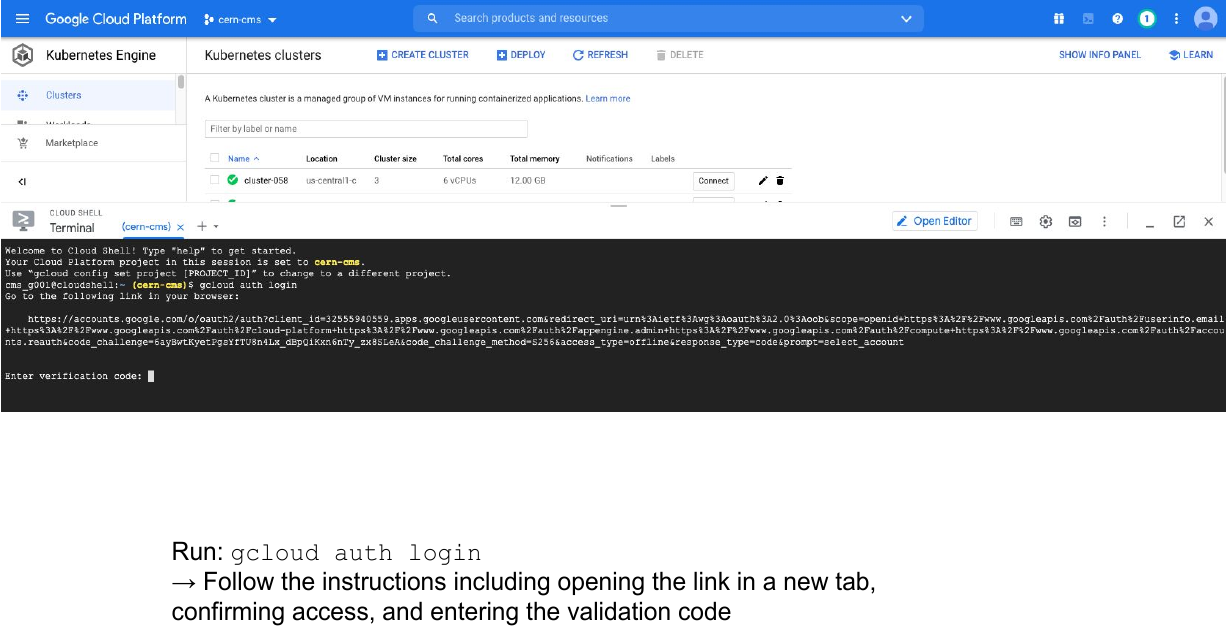 Google Cloud Platform
cern-cms
Search products and resources
1
Kubernetes Engine
Kubernetes clusters
CREATE CLUSTER
DEPLOY
REFRESH
DELETE
SHOW INFO PANEL
LEARN
Clusters
Marketplace
A Kubernetes cluster is a managed group of VM instances for running containerized applications. Learn more
Filter by label or name
Name Location Cluster size Total cores Total memory Notifications Labels
cluster-058 us-central1-c 3 6 vCPUs 12.00 GB Connect
CLOUD SHELL
Terminal
(cern-cms)
Open Editor
Welcome to Cloud Shell! Type "help" to get started.
Your Cloud Platform project in this session is set to cern-cms.
Use "gcloud config set project [PROJECT_ID]" to change to a different project.
cms_g001@cloudshell:~ (cern-cms)$ gcloud auth login
Go to the following link in your browser:
https://accounts.google.com/o/oauth2/auth?client_id=32555940559.apps.googleusercontent.com&redirect_uri=urn%3Aietf%3Awg%3Aoauth%3A2.0%3Aoob&scope=openid+https%3A%2F%2Fwww.googleapis.com%2Fauth%2Fuserinfo.email
+https%3A%2F%2Fwww.googleapis.com%2Fauth%2Fcloud-platform+https%3A%2F%2Fwww.googleapis.com%2Fauth%2Fappengine.admin+https%3A%2F%2Fwww.googleapis.com%2Fauth%2Fcompute+https%3A%2F%2Fwww.googleapis.com%2Fauth%2Faccou
nts.reauth&code_challenge=6ayBwtKyetPgsYfTU8n4Lx_dBpQiKxn6nTy_zx8SLeA&code_challenge_method=S256&access_type=offline&response_type=code&prompt=select_account
Enter verification code:
Run: gcloud auth login
→ Follow the instructions including opening the link in a new tab,
confirming access, and entering the validation code